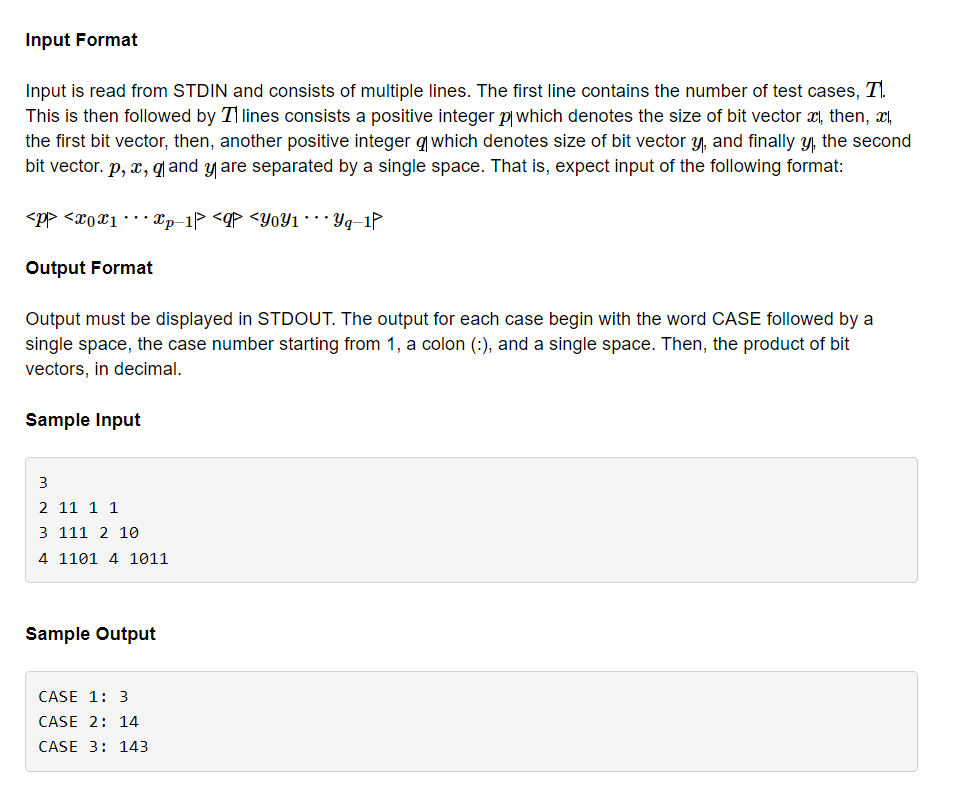 Input Format
Input is read from STDIN and consists of multiple lines. The first line contains the number of test cases, T.
This is then followed by T lines consists a positive integer p which denotes the size of bit vector x, then, x,
the first bit vector, then, another positive integer q which denotes size of bit vector y, and finally y, the second
bit vector. p, x, q and y are separated by a single space. That is, expect input of the following format:
<p> <x₀x₁ ⋯ xₚ₋₁> <q> <y₀y₁ ⋯ y_{q−1}>
Output Format
Output must be displayed in STDOUT. The output for each case begin with the word CASE followed by a
single space, the case number starting from 1, a colon (:), and a single space. Then, the product of bit
vectors, in decimal.
Sample Input
3
2 11 1 1
3 111 2 10
4 1101 4 1011
Sample Output
CASE 1: 3
CASE 2: 14
CASE 3: 143